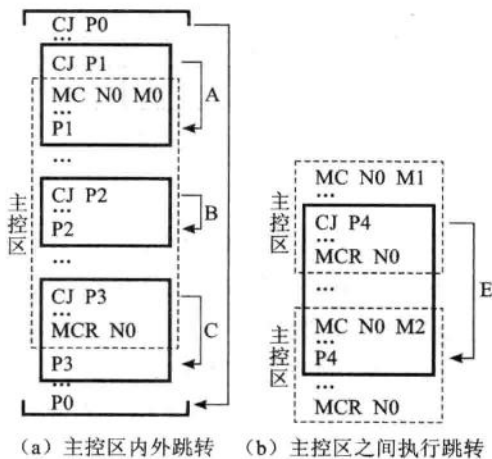 CJ P0
...
CJ P1
...
MC N0 M0
...
P1
A
...
主控区
CJ P2
...
P2
B
...
CJ P3
...
MCR N0
C
P3
...
P0
(a) 主控区内外跳转
MC N0 M1
...
主控区
CJ P4
...
MCR N0
...
E
主控区
MC N0 M2
...
P4
...
MCR N0
(b) 主控区之间执行跳转